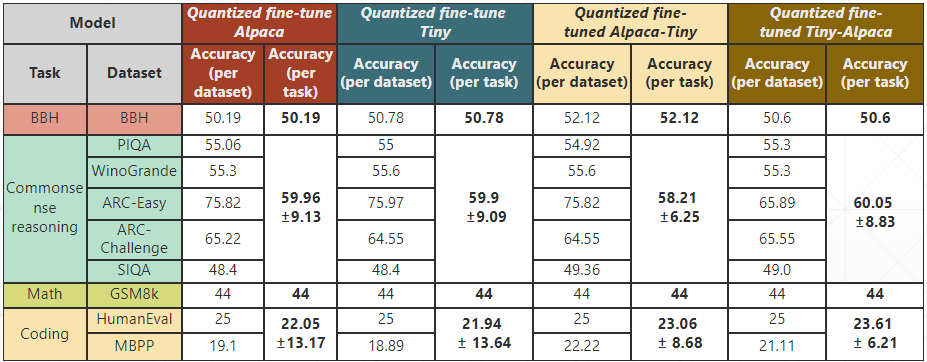 Model
Quantized fine-tune
Alpaca
Quantized fine-tune
Tiny
Quantized fine-
tuned Alpaca-Tiny
Quantized fine-
tuned Tiny-Alpaca
Task
Dataset
Accuracy
(per
dataset)
Accuracy
(per
task)
Accuracy
(per dataset)
Accuracy
(per task)
Accuracy
(per dataset)
Accuracy
(per task)
Accuracy
(per dataset)
Accuracy
(per task)
BBH BBH 50.19 50.19 50.78 50.78 52.12 52.12 50.6 50.6
Commonse
nse
reasoning
PIQA 55.06 55 54.92 55.3
WinoGrande 55.3 55.6 55.6 55.3
ARC-Easy 75.82 75.97 75.82 65.89
ARC-
Challenge 65.22 64.55 64.55 65.55
SIQA 48.4 48.4 49.36 49.0
59.96
±9.13
59.9
±9.09
58.21
±6.25
60.05
±8.83
Math GSM8k 44 44 44 44 44 44 44 44
Coding
HumanEval 25 25 25 25
MBPP 19.1 18.89 22.22 21.11
22.05
±13.17
21.94
± 13.64
23.06
± 8.68
23.61
± 6.21